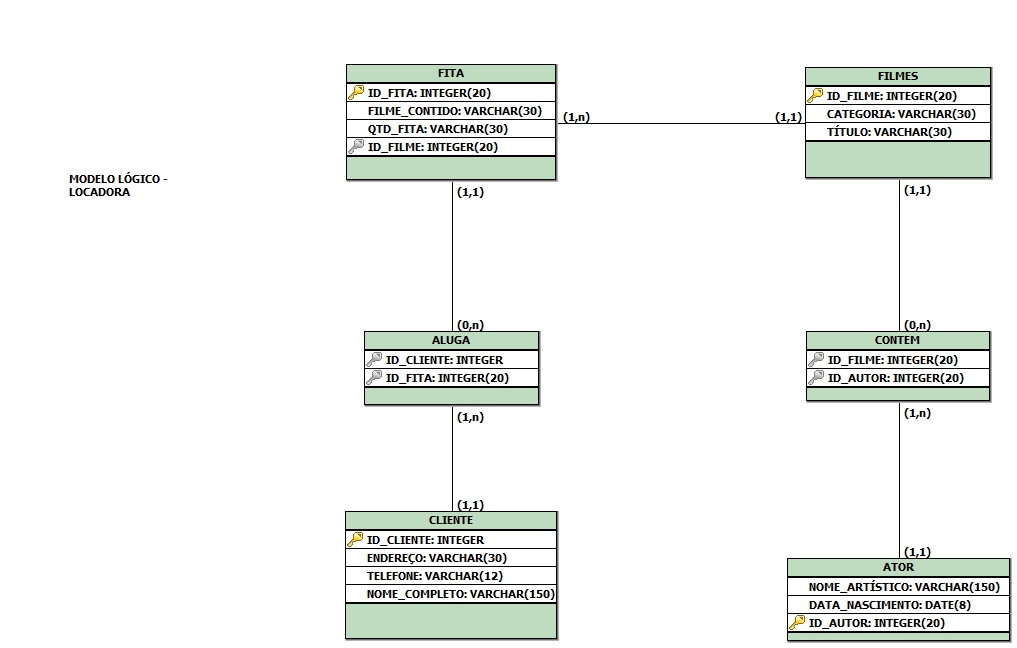 FITA
ID_FITA: INTEGER(20)
FILME_CONTIDO: VARCHAR(30)
QTD_FITA: VARCHAR(30)
ID_FILME: INTEGER(20)
(1,n)
(1,1)
FILMES
ID_FILME: INTEGER(20)
CATEGORIA: VARCHAR(30)
TÍTULO: VARCHAR(30)
MODELO LÓGICO -
LOCADORA
(1,1)
(1,1)
(0,n)
(0,n)
ALUGA
ID_CLIENTE: INTEGER
ID_FITA: INTEGER(20)
CONTEM
ID_FILME: INTEGER(20)
ID_AUTOR: INTEGER(20)
(1,n)
(1,n)
(1,1)
CLIENTE
ID_CLIENTE: INTEGER
ENDEREÇO: VARCHAR(30)
TELEFONE: VARCHAR(12)
NOME_COMPLETO: VARCHAR(150)
(1,1)
ATOR
NOME_ARTÍSTICO: VARCHAR(150)
DATA_NASCIMENTO: DATE(8)
ID_AUTOR: INTEGER(20)